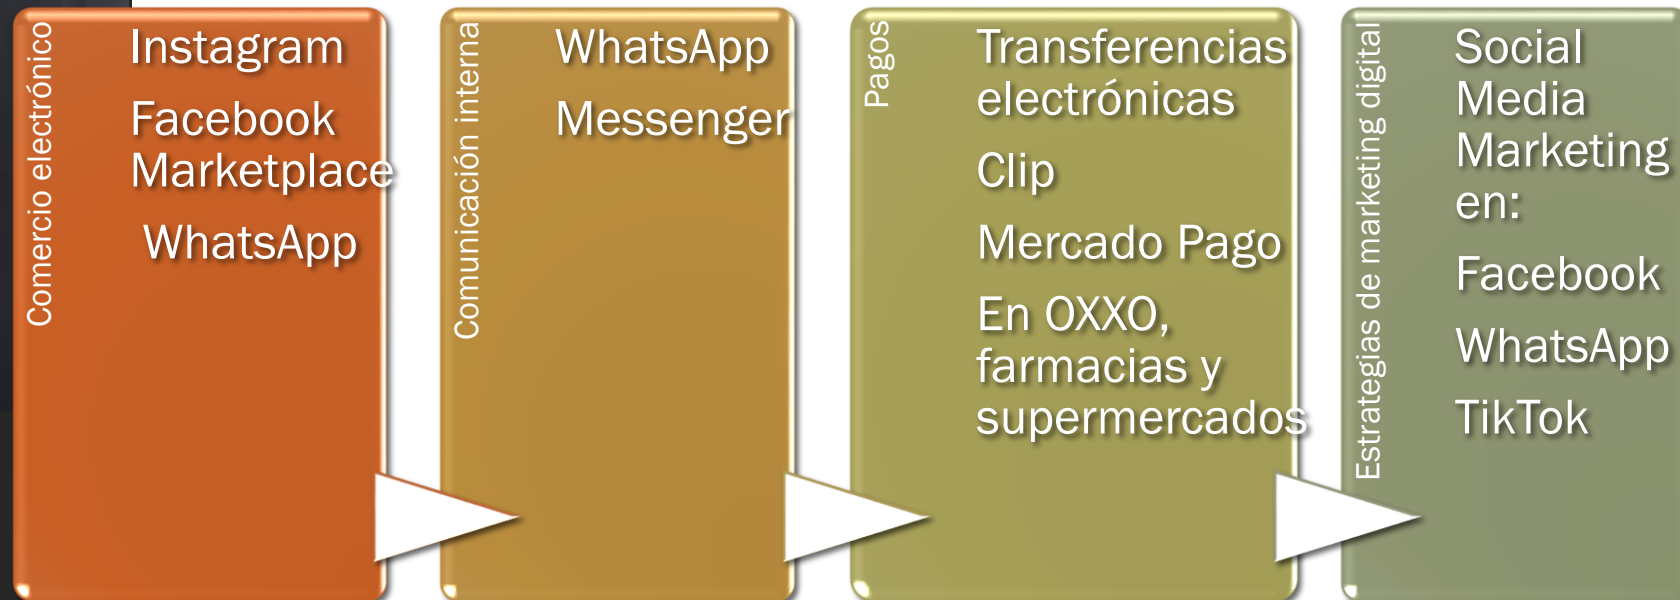 Comercio electrónico
Instagram
Facebook
Marketplace
WhatsApp
Comunicación interna
WhatsApp
Messenger
Pagos
Transferencias
electrónicas
Clip
Mercado Pago
En OXXO,
farmacias y
supermercados
Estrategias de marketing digital
Social
Media
Marketing
en:
Facebook
WhatsApp
TikTok